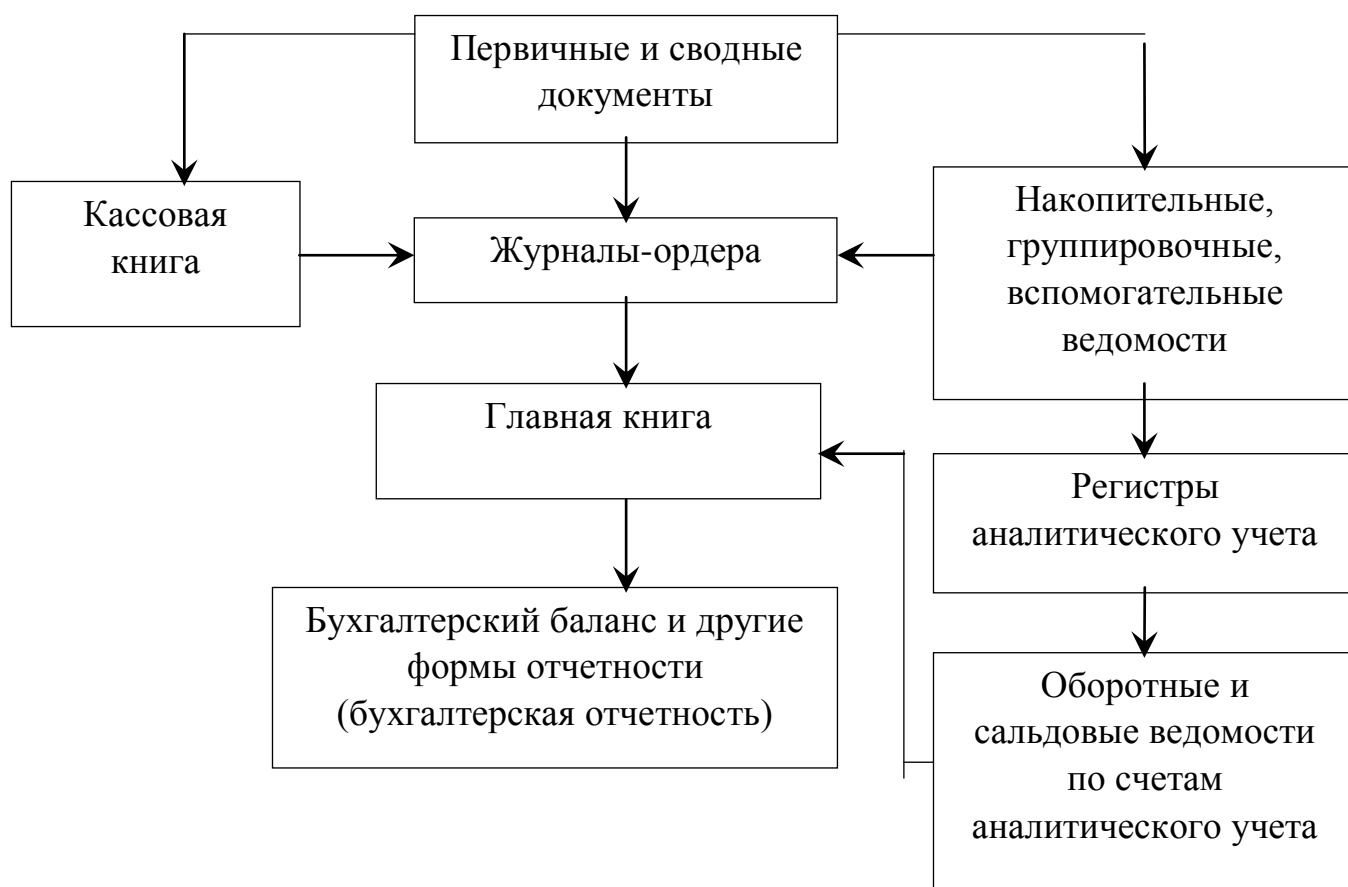 Первичные и сводные
документы
Кассовая
книга
Журналы-ордера
Накопительные,
группировочные,
вспомогательные
ведомости
Главная книга
Регистры
аналитического учета
Бухгалтерский баланс и другие
формы отчетности
(бухгалтерская отчетность)
Оборотные и
сальдовые ведомости
по счетам
аналитического учета